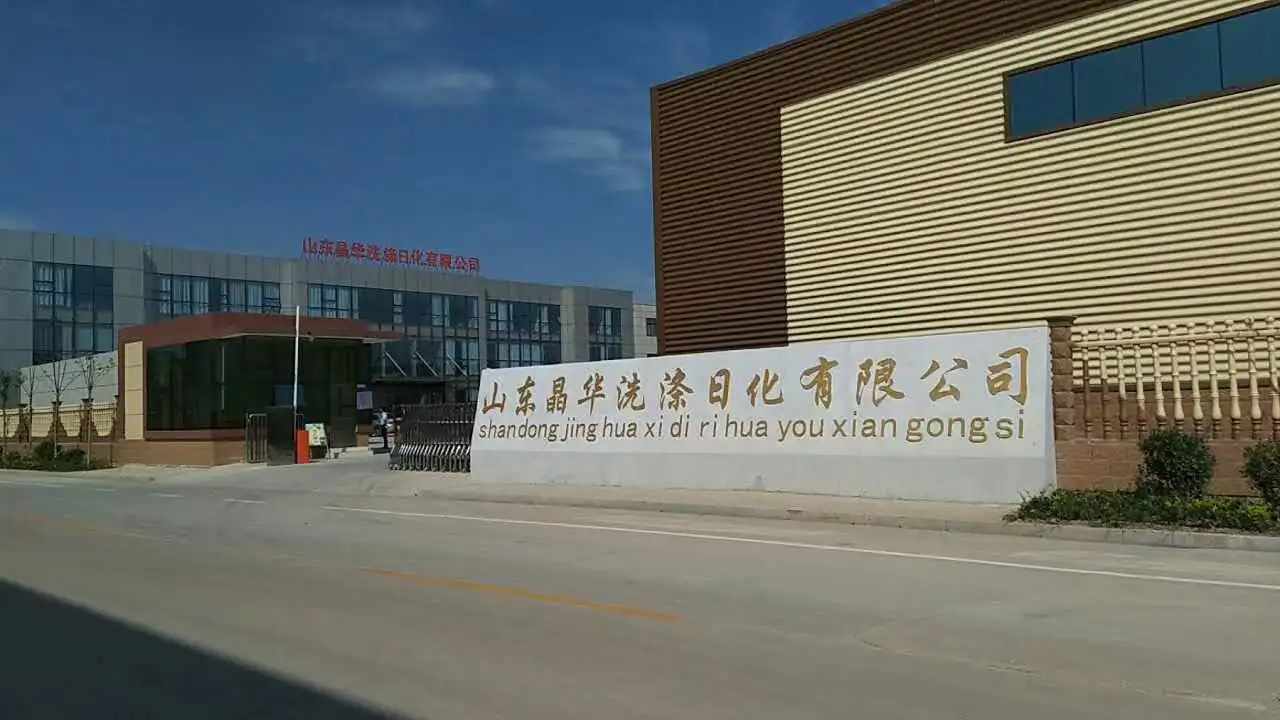 山东晶华洗涤日化有限公司
山东晶华洗涤日化有限公司
shandong jing hua xi di ri hua you xian gong si